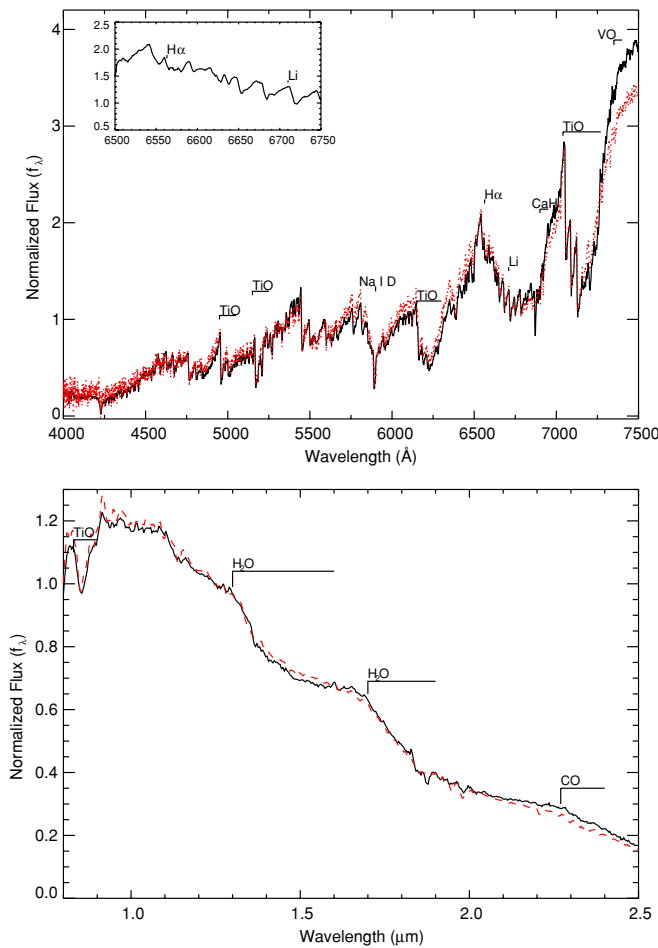 4
3
2
1
0
Normalized Flux (fλ)
2.5
2.0
1.5
1.0
0.5
Hα
Li
6500 6550 6600 6650 6700 6750
VO
TiO
Hα
CaH
Na I D
Li
TiO
TiO
TiO
4000 4500 5000 5500 6000 6500 7000 7500
Wavelength (Å)
1.2
1.0
0.8
0.6
0.4
0.2
0.0
Normalized Flux (fλ)
TiO
H₂O
H₂O
CO
1.0 1.5 2.0 2.5
Wavelength (μm)